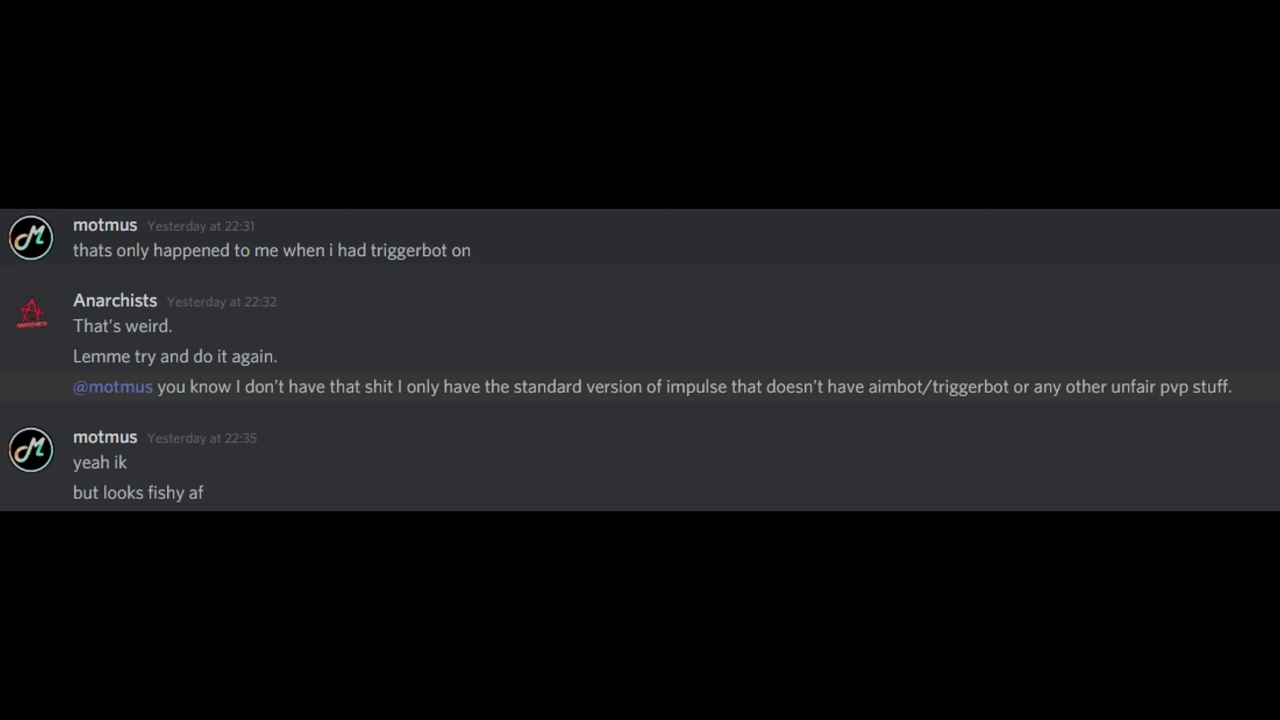 motmus Yesterday at 22:31
thats only happened to me when i had triggerbot on
Anarchists Yesterday at 22:32
That's weird.
Lemme try and do it again.
@motmus you know I don't have that shit I only have the standard version of impulse that doesn't have aimbot/triggerbot or any other unfair pvp stuff.
motmus Yesterday at 22:35
yeah ik
but looks fishy af